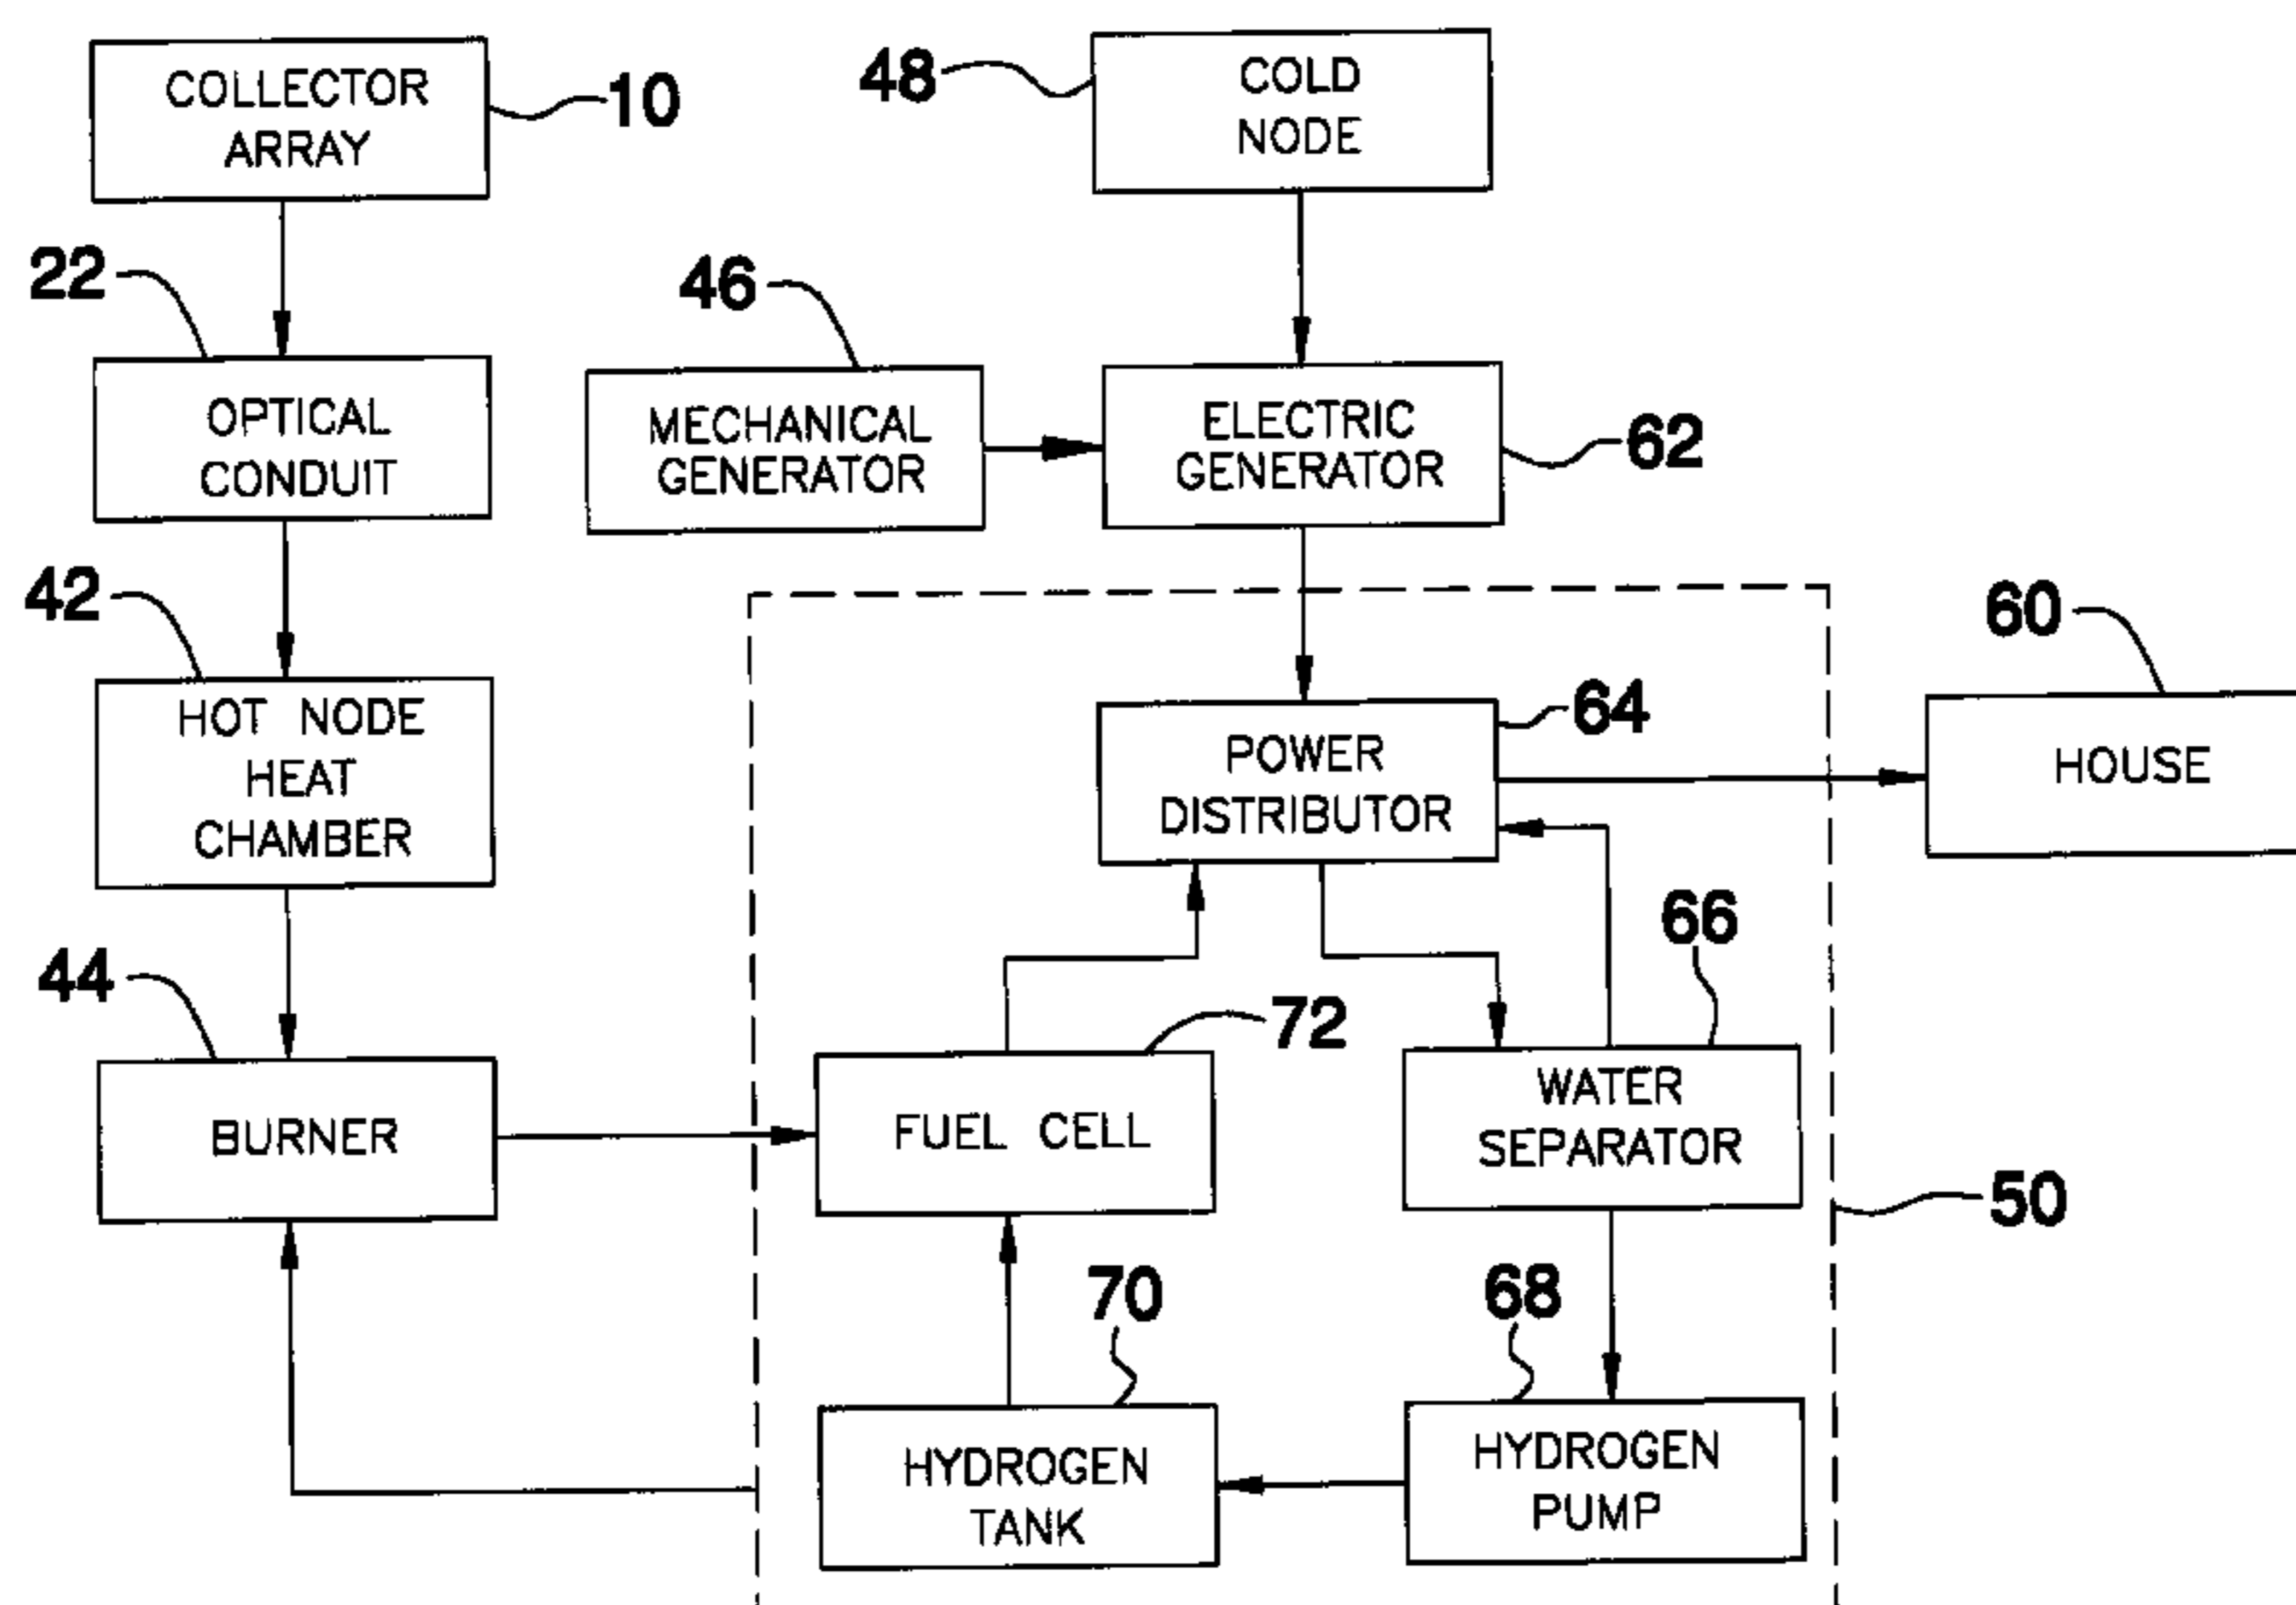 COLLECTOR
ARRAY
10
48
COLD
NODE
22
OPTICAL
CONDUIT
46
MECHANICAL
GENERATOR
ELECTRIC
GENERATOR
62
42
HOT NODE
HEAT
CHAMBER
64
POWER
DISTRIBUTOR
60
HOUSE
44
BURNER
72
FUEL CELL
66
WATER
SEPARATOR
50
70
HYDROGEN
TANK
68
HYDROGEN
PUMP